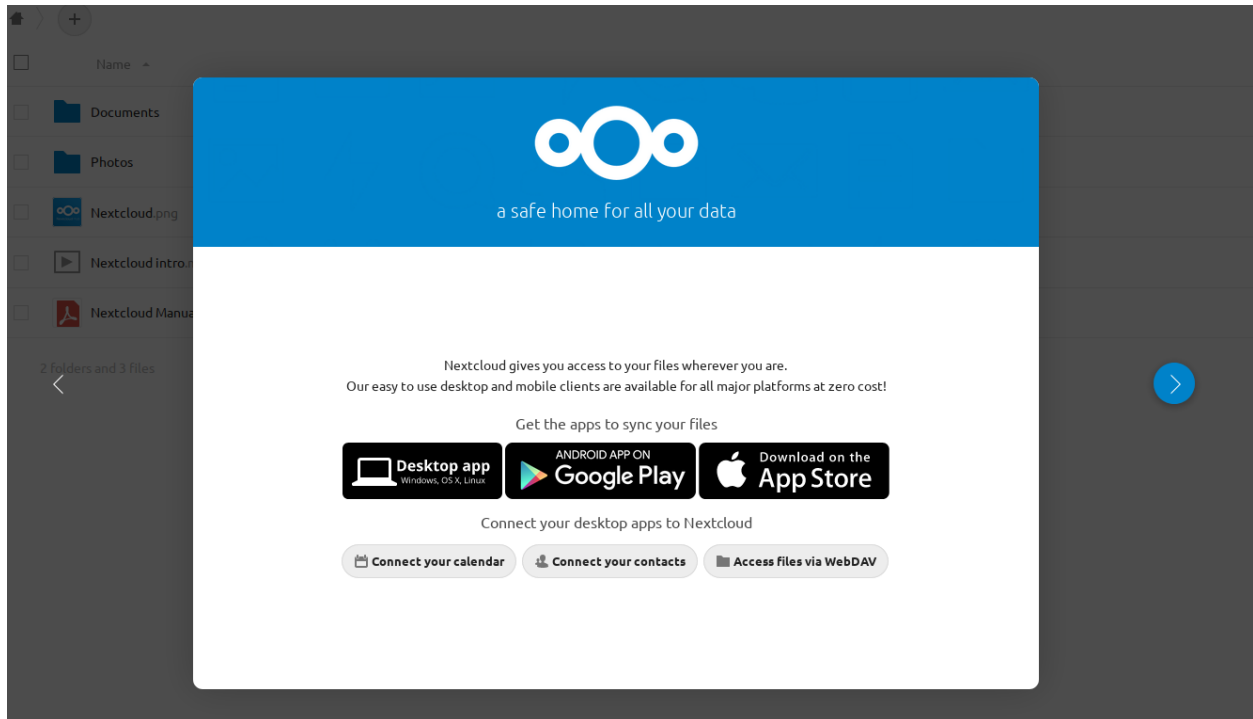 Name
Documents
Photos
Nextcloud.png
Nextcloud intro
Nextcloud
2 folders and 3 files
a safe home for all your data
Nextcloud gives you access to your files wherever you are.
Our easy to use desktop and mobile clients are available for all major platforms at zero cost!
Get the apps to sync your files
Desktop app
Windows, OS X, Linux
ANDROID APP ON
Google Play
Download on the
App Store
Connect your desktop apps to Nextcloud
Connect your calendar
Connect your contacts
Access files via WebDAV